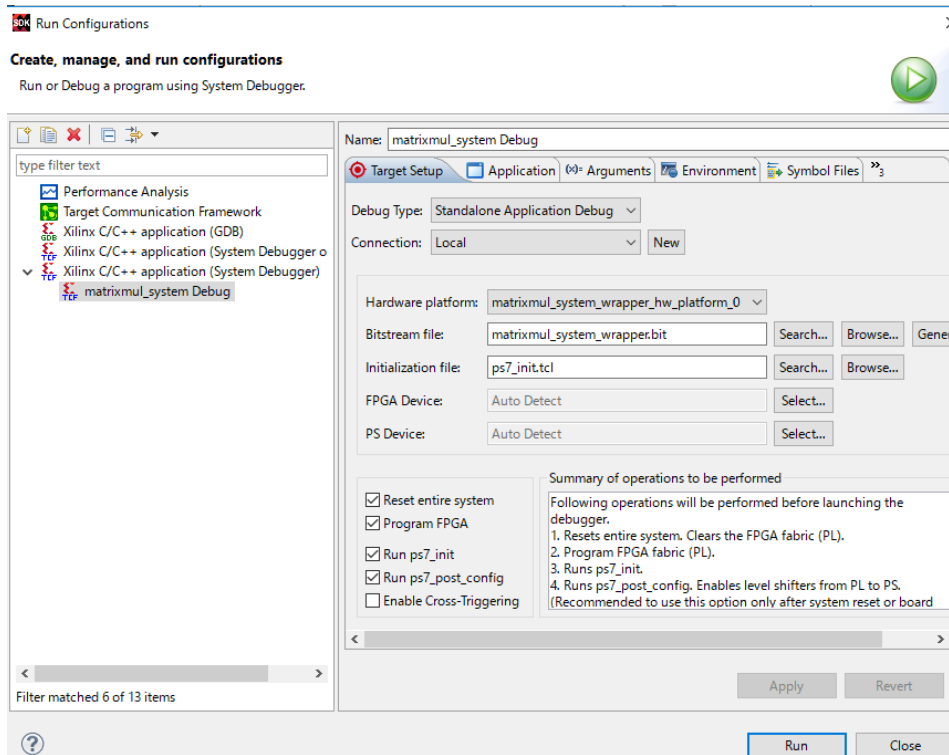 SDK Run Configurations
Create, manage, and run configurations
Run or Debug a program using System Debugger.
type filter text
Performance Analysis
Target Communication Framework
GDB Xilinx C/C++ application (GDB)
TCF Xilinx C/C++ application (System Debugger o
TCF Xilinx C/C++ application (System Debugger)
TCF matrixmul_system Debug
Filter matched 6 of 13 items
Name: matrixmul_system Debug
Target Setup Application (x)= Arguments Environment Symbol Files »3
Debug Type: Standalone Application Debug
Connection: Local New
Hardware platform: matrixmul_system_wrapper_hw_platform_0
Bitstream file: matrixmul_system_wrapper.bit Search... Browse... Gener
Initialization file: ps7_init.tcl Search... Browse...
FPGA Device: Auto Detect Select...
PS Device: Auto Detect Select...
Reset entire system
Program FPGA
Run ps7_init
Run ps7_post_config
Enable Cross-Triggering
Summary of operations to be performed
Following operations will be performed before launching the
debugger.
1. Resets entire system. Clears the FPGA fabric (PL).
2. Program FPGA fabric (PL).
3. Runs ps7_init.
4. Runs ps7_post_config. Enables level shifters from PL to PS.
(Recommended to use this option only after system reset or board
Apply Revert
? Run Close